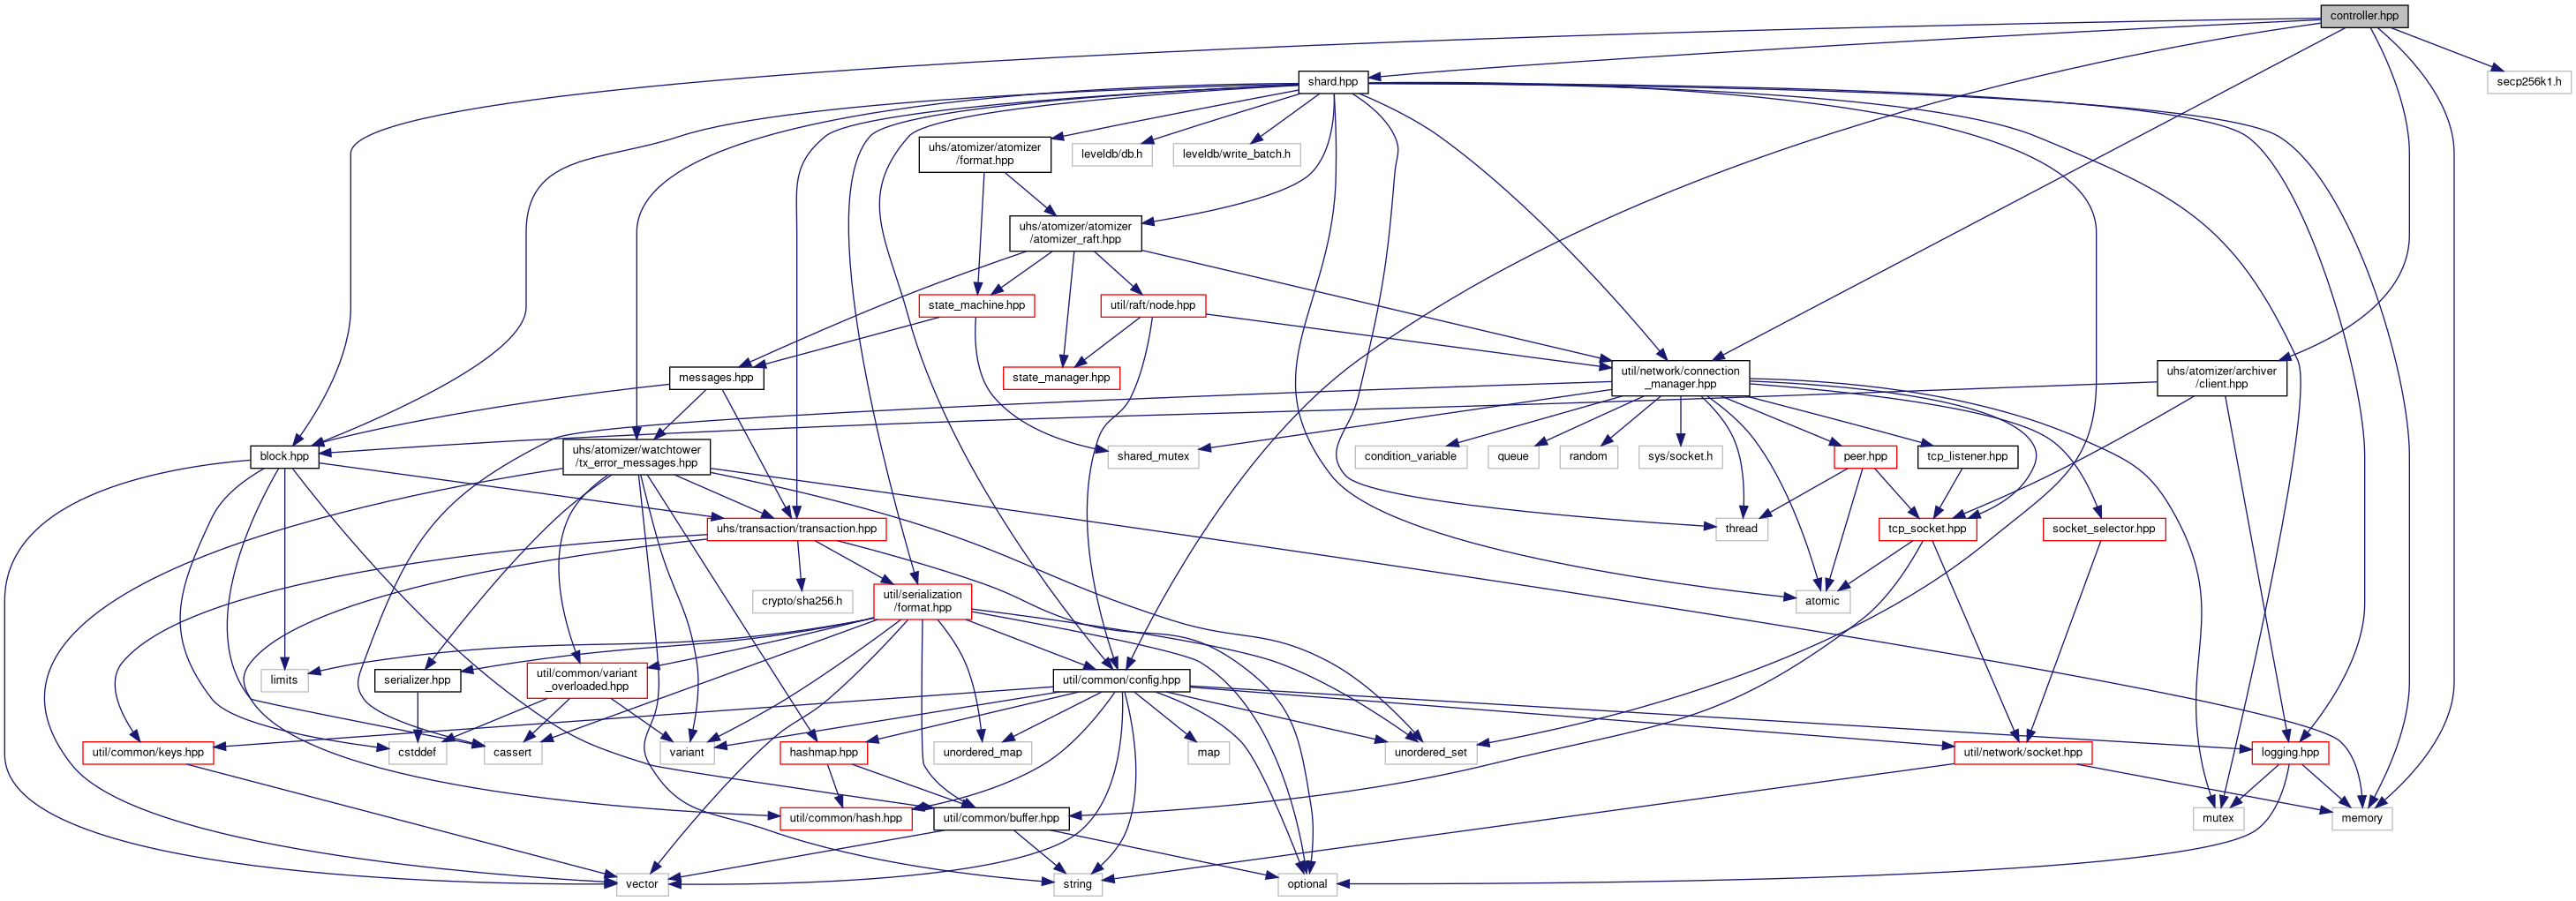 controller.hpp
shard.hpp
secp256k1.h
uhs/atomizer/atomizer
/format.hpp
leveldb/db.h
leveldb/write_batch.h
uhs/atomizer/atomizer
/atomizer_raft.hpp
state_machine.hpp
util/raft/node.hpp
messages.hpp
state_manager.hpp
util/network/connection
_manager.hpp
uhs/atomizer/archiver
/client.hpp
block.hpp
uhs/atomizer/watchtower
/tx_error_messages.hpp
shared_mutex
condition_variable
queue
random
sys/socket.h
peer.hpp
tcp_listener.hpp
uhs/transaction/transaction.hpp
thread
tcp_socket.hpp
socket_selector.hpp
crypto/sha256.h
util/serialization
/format.hpp
atomic
limits
serializer.hpp
util/common/variant
_overloaded.hpp
util/common/config.hpp
util/common/keys.hpp
cstddef
cassert
variant
hashmap.hpp
unordered_map
map
unordered_set
util/network/socket.hpp
logging.hpp
util/common/hash.hpp
util/common/buffer.hpp
mutex
memory
vector
string
optional